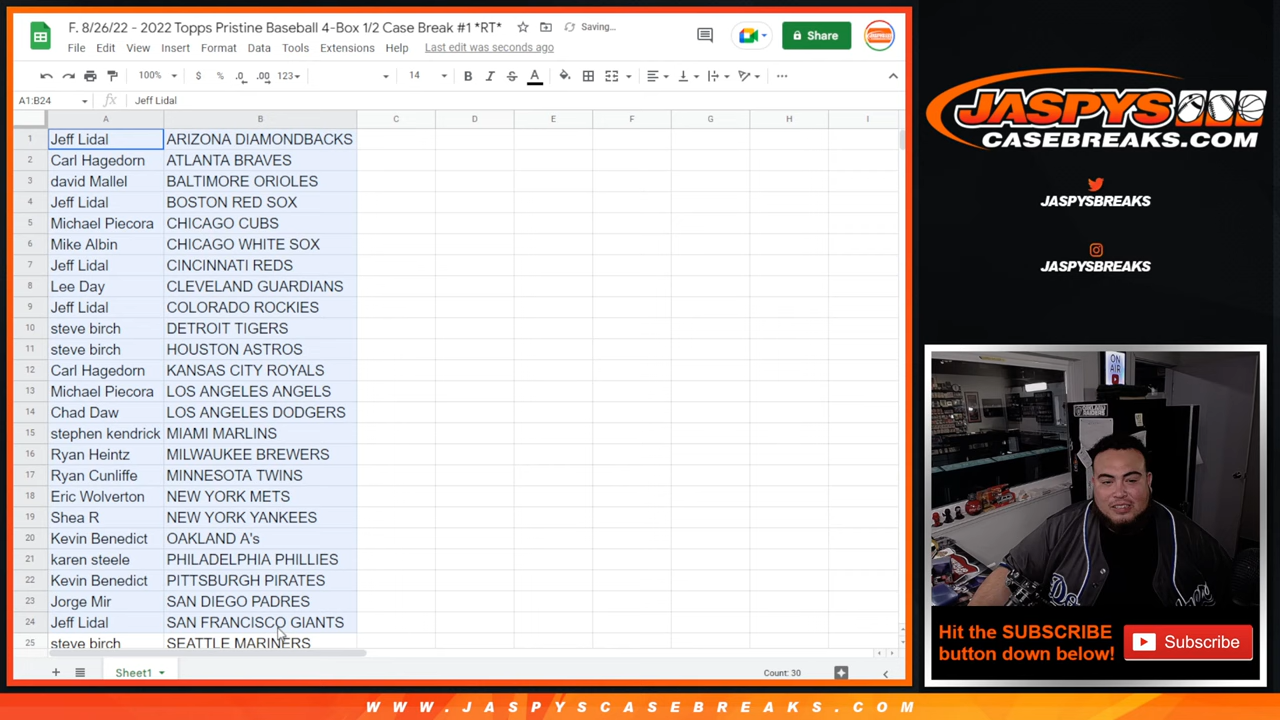 F. 8/26/22 - 2022 Topps Pristine Baseball 4-Box 1/2 Case Break #1 *RT*
Saving...
File Edit View Insert Format Data Tools Extensions Help Last edit was seconds ago
Share
100% $ % .0 .00 123 14 B I S A
A1:B24 fx Jeff Lidal
A B C D E F G H I
1 Jeff Lidal ARIZONA DIAMONDBACKS
2 Carl Hagedorn ATLANTA BRAVES
3 david Mallel BALTIMORE ORIOLES
4 Jeff Lidal BOSTON RED SOX
5 Michael Piecora CHICAGO CUBS
6 Mike Albin CHICAGO WHITE SOX
7 Jeff Lidal CINCINNATI REDS
8 Lee Day CLEVELAND GUARDIANS
9 Jeff Lidal COLORADO ROCKIES
10 steve birch DETROIT TIGERS
11 steve birch HOUSTON ASTROS
12 Carl Hagedorn KANSAS CITY ROYALS
13 Michael Piecora LOS ANGELES ANGELS
14 Chad Daw LOS ANGELES DODGERS
15 stephen kendrick MIAMI MARLINS
16 Ryan Heintz MILWAUKEE BREWERS
17 Ryan Cunliffe MINNESOTA TWINS
18 Eric Wolverton NEW YORK METS
19 Shea R NEW YORK YANKEES
20 Kevin Benedict OAKLAND A's
21 karen steele PHILADELPHIA PHILLIES
22 Kevin Benedict PITTSBURGH PIRATES
23 Jorge Mir SAN DIEGO PADRES
24 Jeff Lidal SAN FRANCISCO GIANTS
25 steve birch SEATTLE MARINERS
Sheet1
Count: 30
JASPYS
CASEBREAKS.COM
JASPYSBREAKS
JASPYSBREAKS
ON AIR
Hit the SUBSCRIBE
button down below!
Subscribe
WWW.JASPYSCASEBREAKS.COM